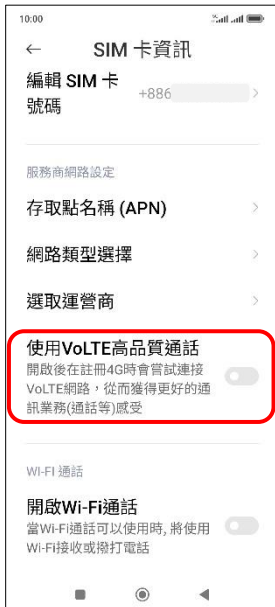 10:00
SIM 卡資訊
編輯 SIM 卡
號碼
+886
服務商網路設定
存取點名稱 (APN)
網路類型選擇
選取運營商
使用VoLTE高品質通話
開啟後在註冊4G時會嘗試連接
VoLTE網路，從而獲得更好的通
訊業務(通話等)感受
WI-FI 通話
開啟Wi-Fi通話
當Wi-Fi通話可以使用時, 將使用
Wi-Fi接收或撥打電話